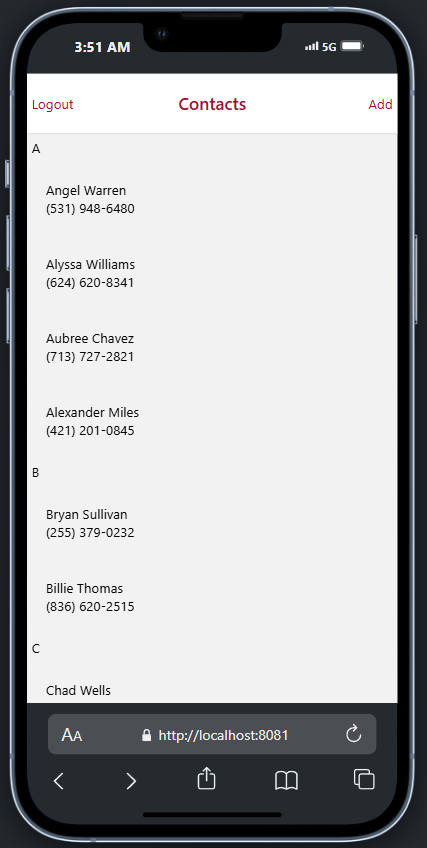 3:51 AM 5G
Logout Contacts Add
A
Angel Warren
(531) 948-6480
Alyssa Williams
(624) 620-8341
Aubree Chavez
(713) 727-2821
Alexander Miles
(421) 201-0845
B
Bryan Sullivan
(255) 379-0232
Billie Thomas
(836) 620-2515
C
Chad Wells
AA http://localhost:8081